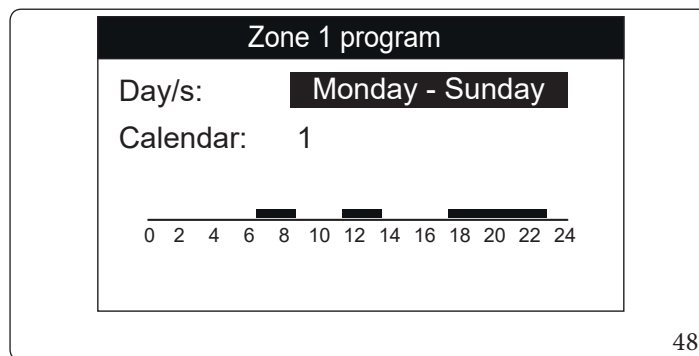 Zone 1 program
Day/s: Monday - Sunday
Calendar: 1
0 2 4 6 8 10 12 14 16 18 20 22 24
48